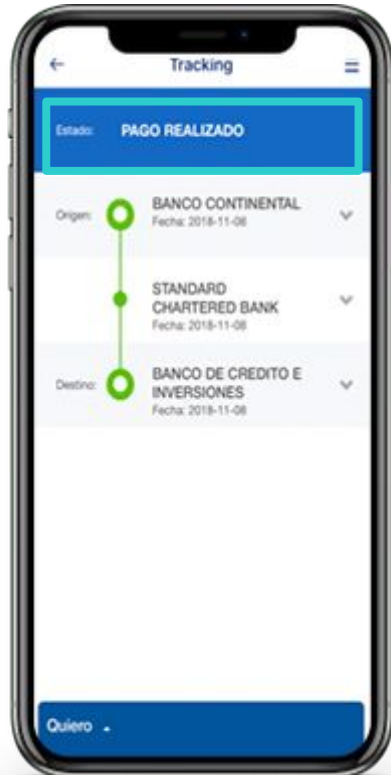 Tracking
Estado: PAGO REALIZADO
Origen: BANCO CONTINENTAL
Fecha: 2018-11-08
STANDARD
CHARTERED BANK
Fecha: 2018-11-08
Destino: BANCO DE CREDITO E
INVERSIONES
Fecha: 2018-11-08
Quiero